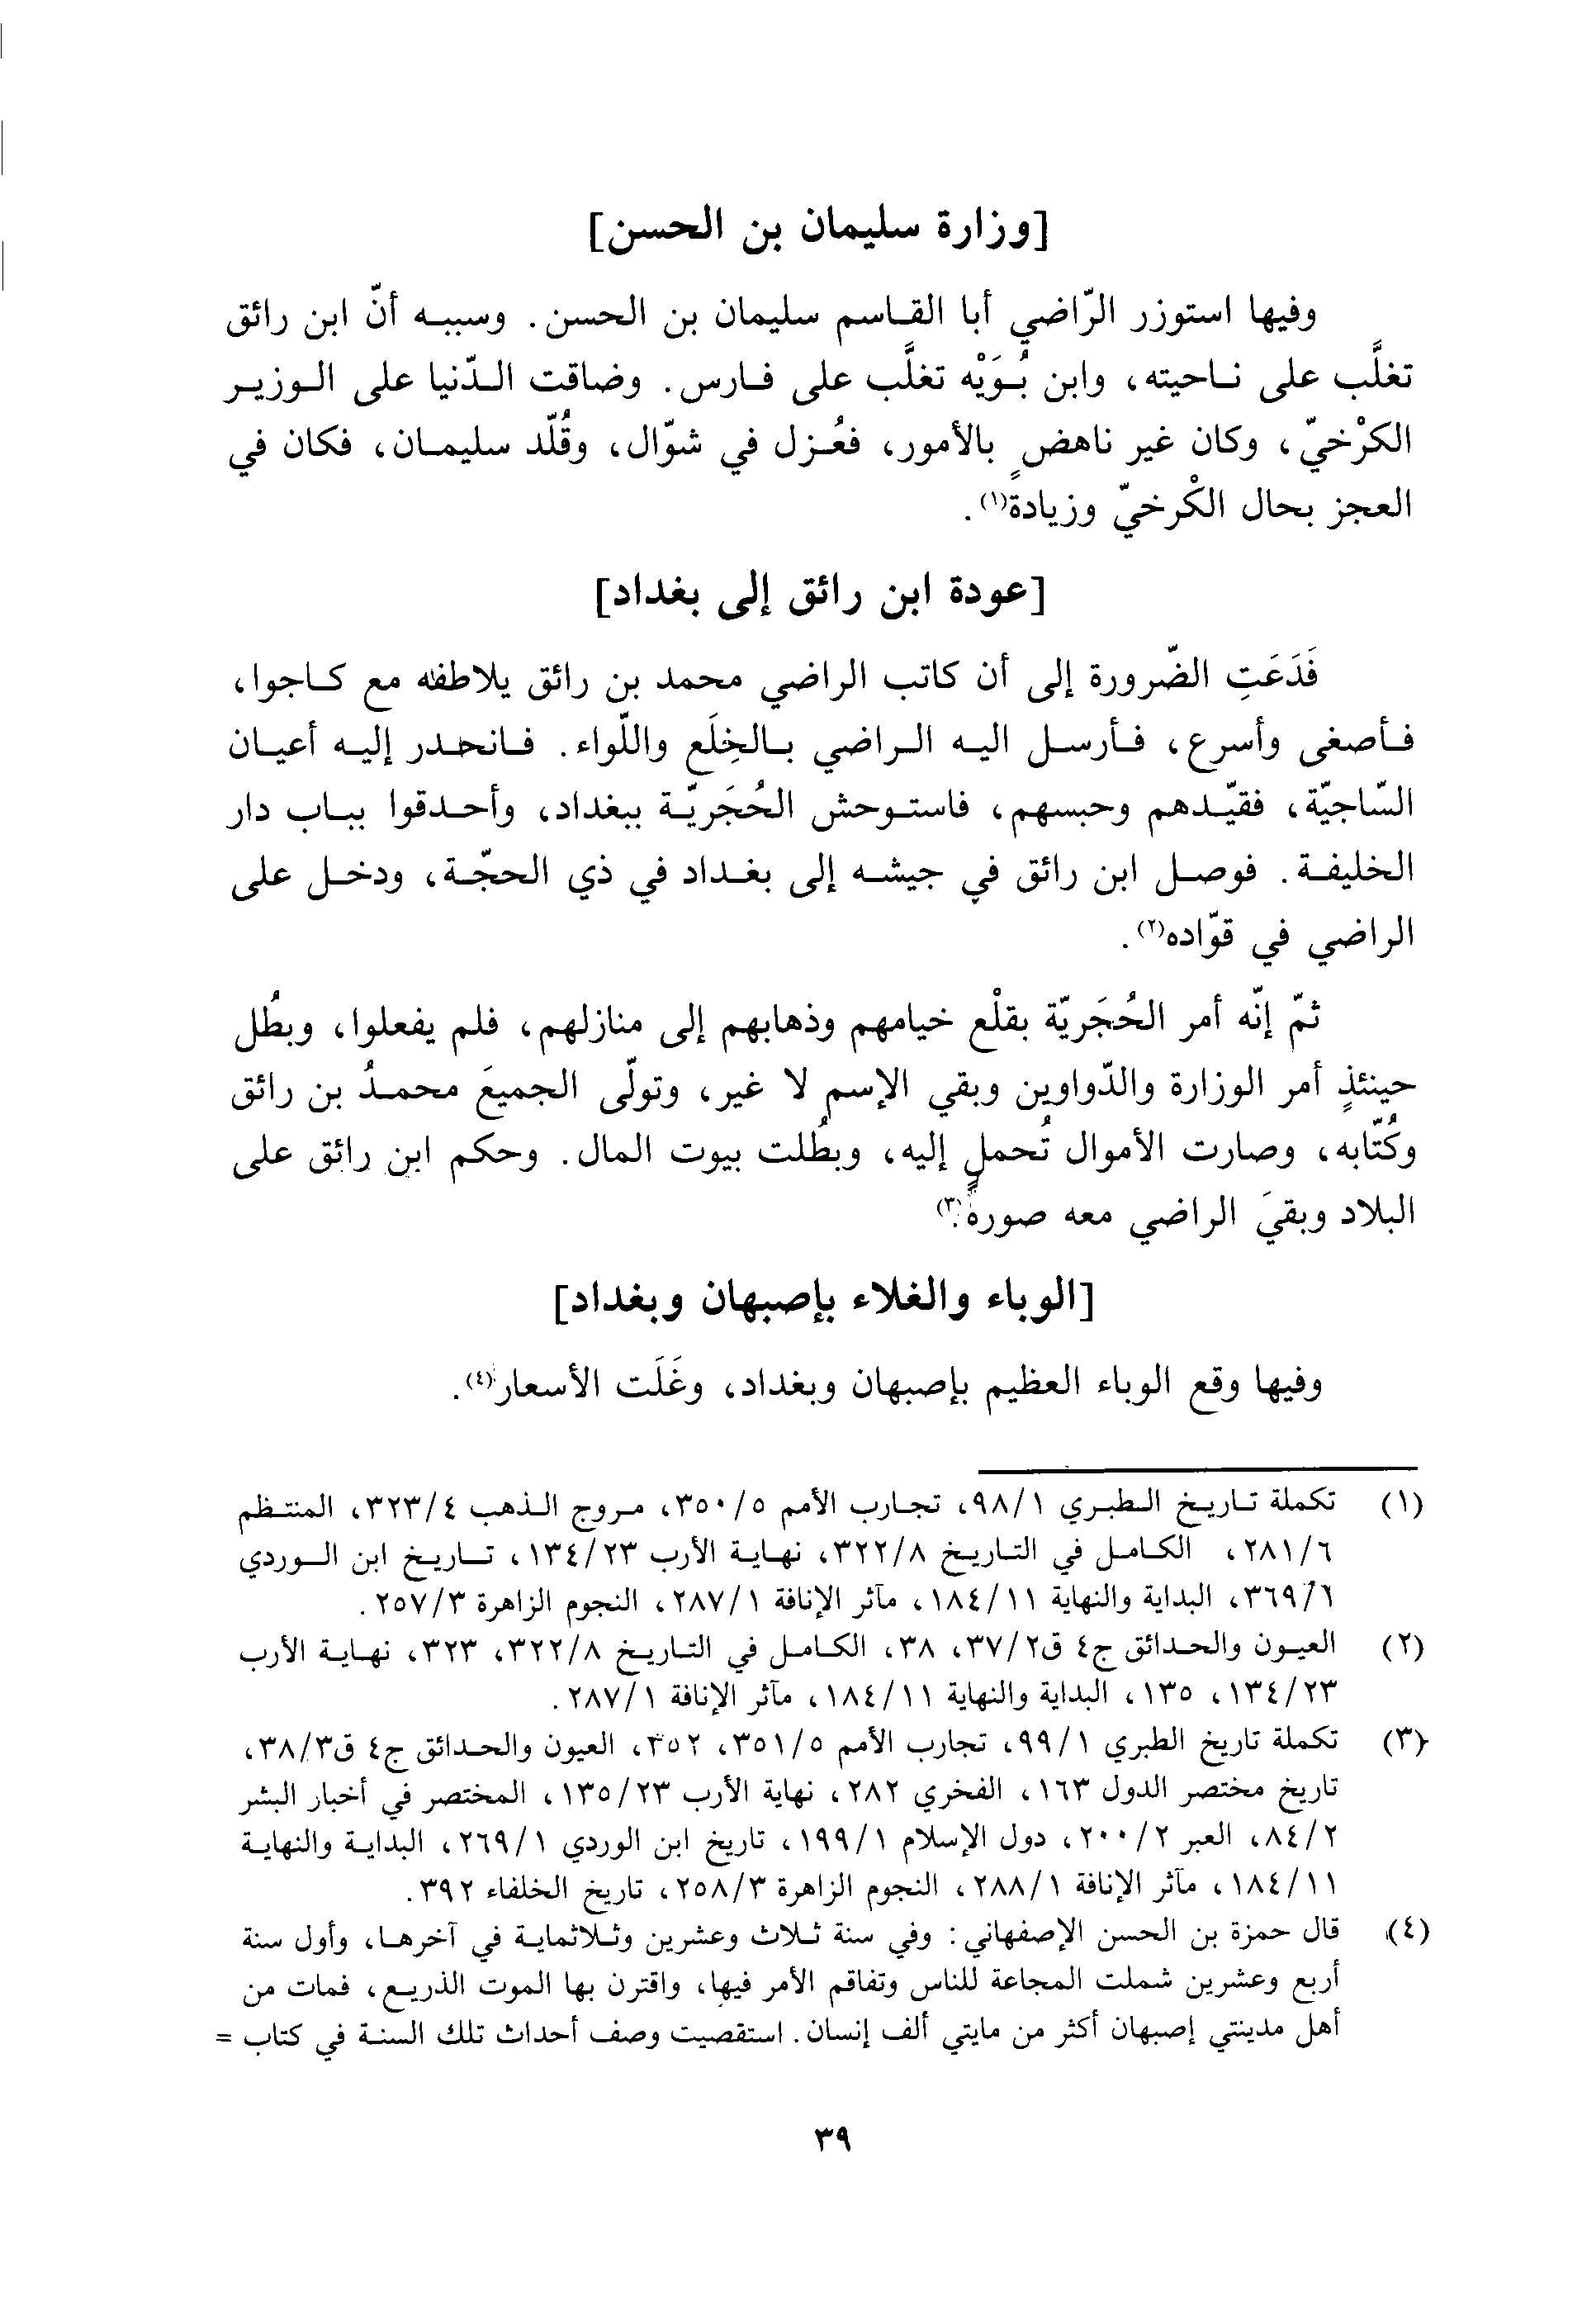 [وزارة سليمان بن الحسن]
وفيها استوزر الرّاضي أبا القاسم سليمان بن الحسن. وسببه أنّ ابن رائق
تغلَّب على ناحيته، وابن بُوَيْه تغلَّب على فارس. وضاقت الدّنيا على الوزير
الكرْخيّ، وكان غير ناهضٍ بالأمور، فعُزل في شوّال، وقُلّد سليمان، فكان في
العجز بحال الكْرخيّ وزيادة(١).
[عودة ابن رائق إلى بغداد]
فَدَعَتِ الضّرورة إلى أن كاتب الراضي محمد بن رائق يلاطفه مع كاجوا،
فأصغى وأسرع، فأرسل اليه الراضي بالخِلَع واللّواء. فانحدر إليه أعيان
السّاجيّة، فقيّدهم وحبسهم، فاستوحش الحُجَريّة ببغداد، وأحدقوا بباب دار
الخليفة. فوصل ابن رائق في جيشه إلى بغداد في ذي الحجّة، ودخل على
الراضي في قوّاده(٢).
ثمّ إنّه أمر الحُجَريّة بقلْع خيامهم وذهابهم إلى منازلهم، فلم يفعلوا، وبطُل
حينئذٍ أمر الوزارة والدّواوين وبقي الإسم لا غير، وتولّى الجميعَ محمدُ بن رائق
وكُتّابه، وصارت الأموال تُحمل إليه، وبطُلت بيوت المال. وحكم ابن رائق على
البلاد وبقيَ الراضي معه صورةً(٣).
[الوباء والغلاء بإصبهان وبغداد]
وفيها وقع الوباء العظيم بإصبهان وبغداد، وغَلَت الأسعار(٤).
(١) تكملة تاريخ الطبري ٩٨/١، تجارب الأمم ٣٥٠/٥، مروج الذهب ٣٢٣/٤، المنتظم
٢٨١/٦، الكامل في التاريخ ٣٢٢/٨، نهاية الأرب ١٣٤/٢٣، تاريخ ابن الوردي
٣٦٩/١، البداية والنهاية ١٨٤/١١، مآثر الإنافة ٢٨٧/١، النجوم الزاهرة ٢٥٧/٣.
(٢) العيون والحدائق ج٤ ق٣٧/٢، ٣٨، الكامل في التاريخ ٣٢٢/٨، ٣٢٣، نهاية الأرب
١٣٤/٢٣، ١٣٥، البداية والنهاية ١٨٤/١١، مآثر الإنافة ٢٨٧/١.
(٣) تكملة تاريخ الطبري ٩٩/١، تجارب الأمم ٣٥١/٥، ٣٥٢، العيون والحدائق ج٤ ق٣٨/٣،
تاريخ مختصر الدول ١٦٣، الفخري ٢٨٢، نهاية الأرب ١٣٥/٢٣، المختصر في أخبار البشر
٨٤/٢، العبر ٢٠٠/٢، دول الإسلام ١٩٩/١، تاريخ ابن الوردي ٢٦٩/١، البداية والنهاية
١٨٤/١١، مآثر الإنافة ٢٨٨/١، النجوم الزاهرة ٢٥٨/٣، تاريخ الخلفاء ٣٩٢.
(٤) قال حمزة بن الحسن الإصفهاني: وفي سنة ثلاث وعشرين وثلاثماية في آخرها، وأول سنة
أربع وعشرين شملت المجاعة للناس وتفاقم الأمر فيها، واقترن بها الموت الذريع، فمات من
أهل مدينتي إصبهان أكثر من مايتي ألف إنسان. استقصيت وصف أحداث تلك السنة في كتاب =
٣٩